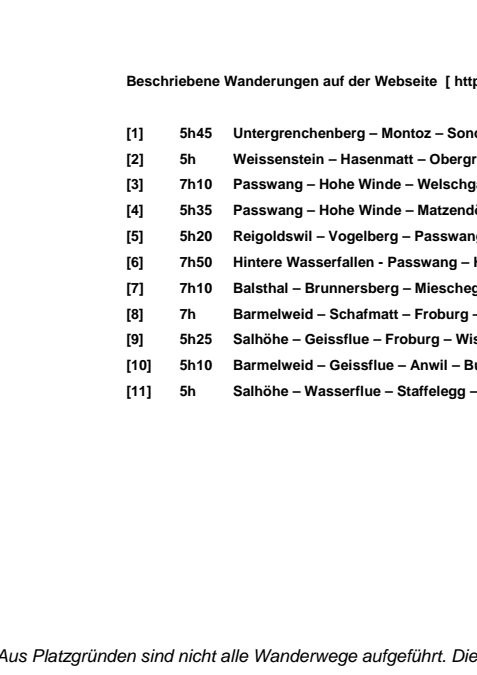 Beschriebene Wanderungen auf der Webseite [ http
[1] 5h45 Untergrenchenberg – Montoz – Sond
[2] 5h Weissenstein – Hasenmatt – Obergr
[3] 7h10 Passwang – Hohe Winde – Welschga
[4] 5h35 Passwang – Hohe Winde – Matzendö
[5] 5h20 Reigoldswil – Vogelberg – Passwang
[6] 7h50 Hintere Wasserfallen - Passwang – H
[7] 7h10 Balsthal – Brunnersberg – Miescheg
[8] 7h Barmelweid – Schafmatt – Froburg –
[9] 5h25 Salhöhe – Geissflue – Froburg – Wis
[10] 5h10 Barmelweid – Geissflue – Anwil – Bu
[11] 5h Salhöhe – Wasserflue – Staffelegg –
Aus Platzgründen sind nicht alle Wanderwege aufgeführt. Die